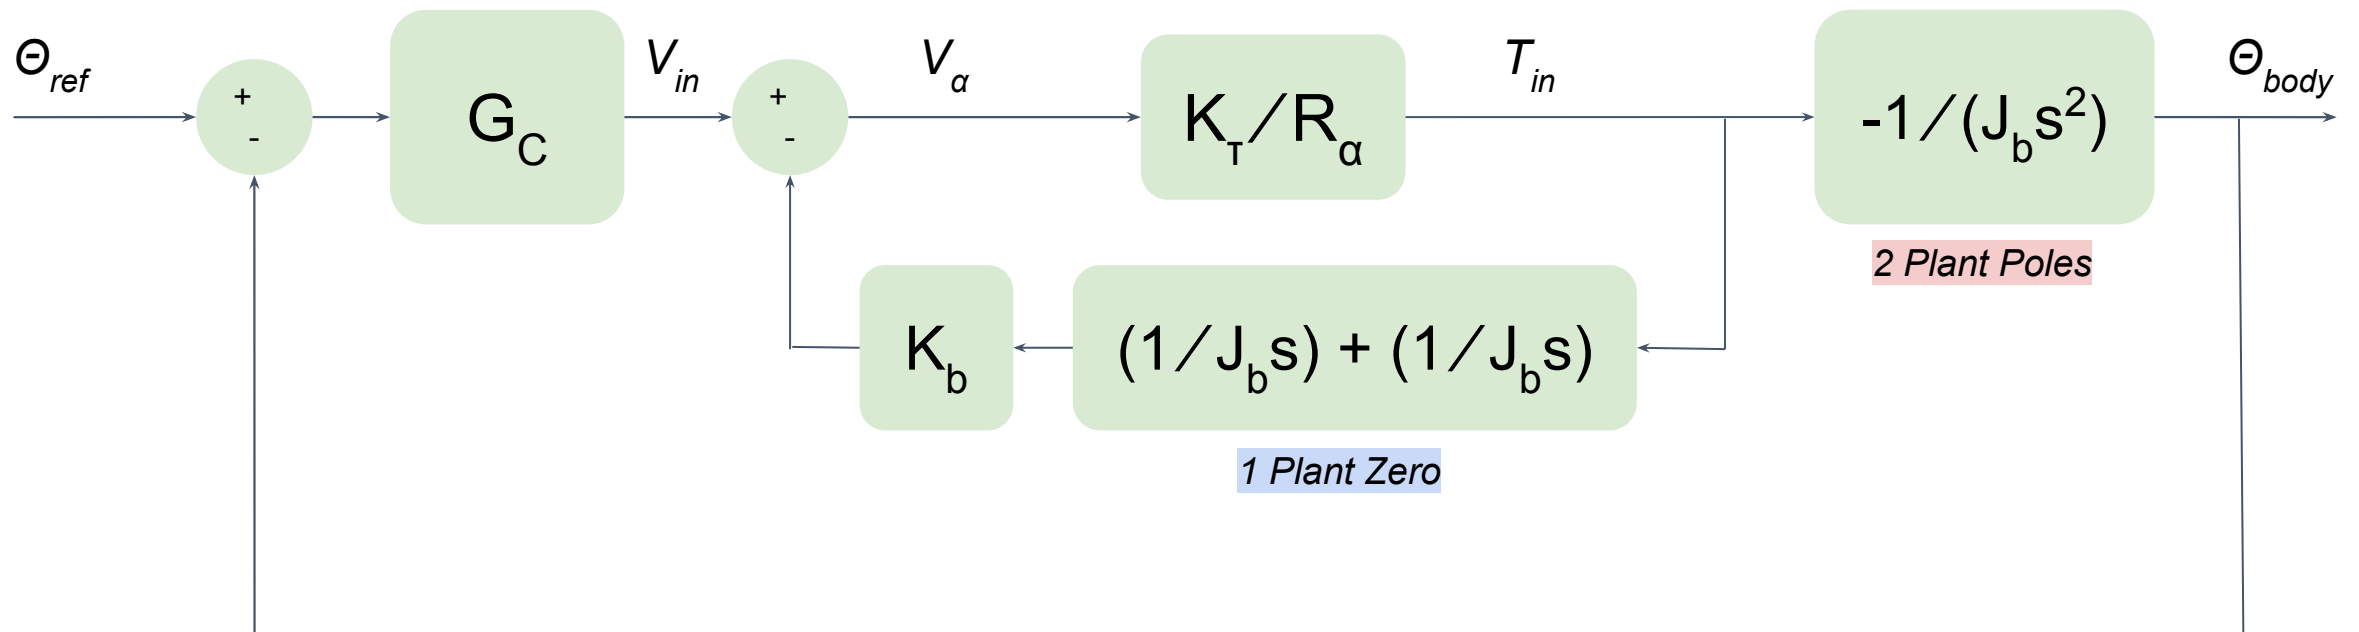 Θref
+
-
GC
Vin
+
-
Vα
Kτ/Rα
Tin
-1/(Jbs²)
Θbody
2 Plant Poles
Kb
(1/Jbs) + (1/Jbs)
1 Plant Zero